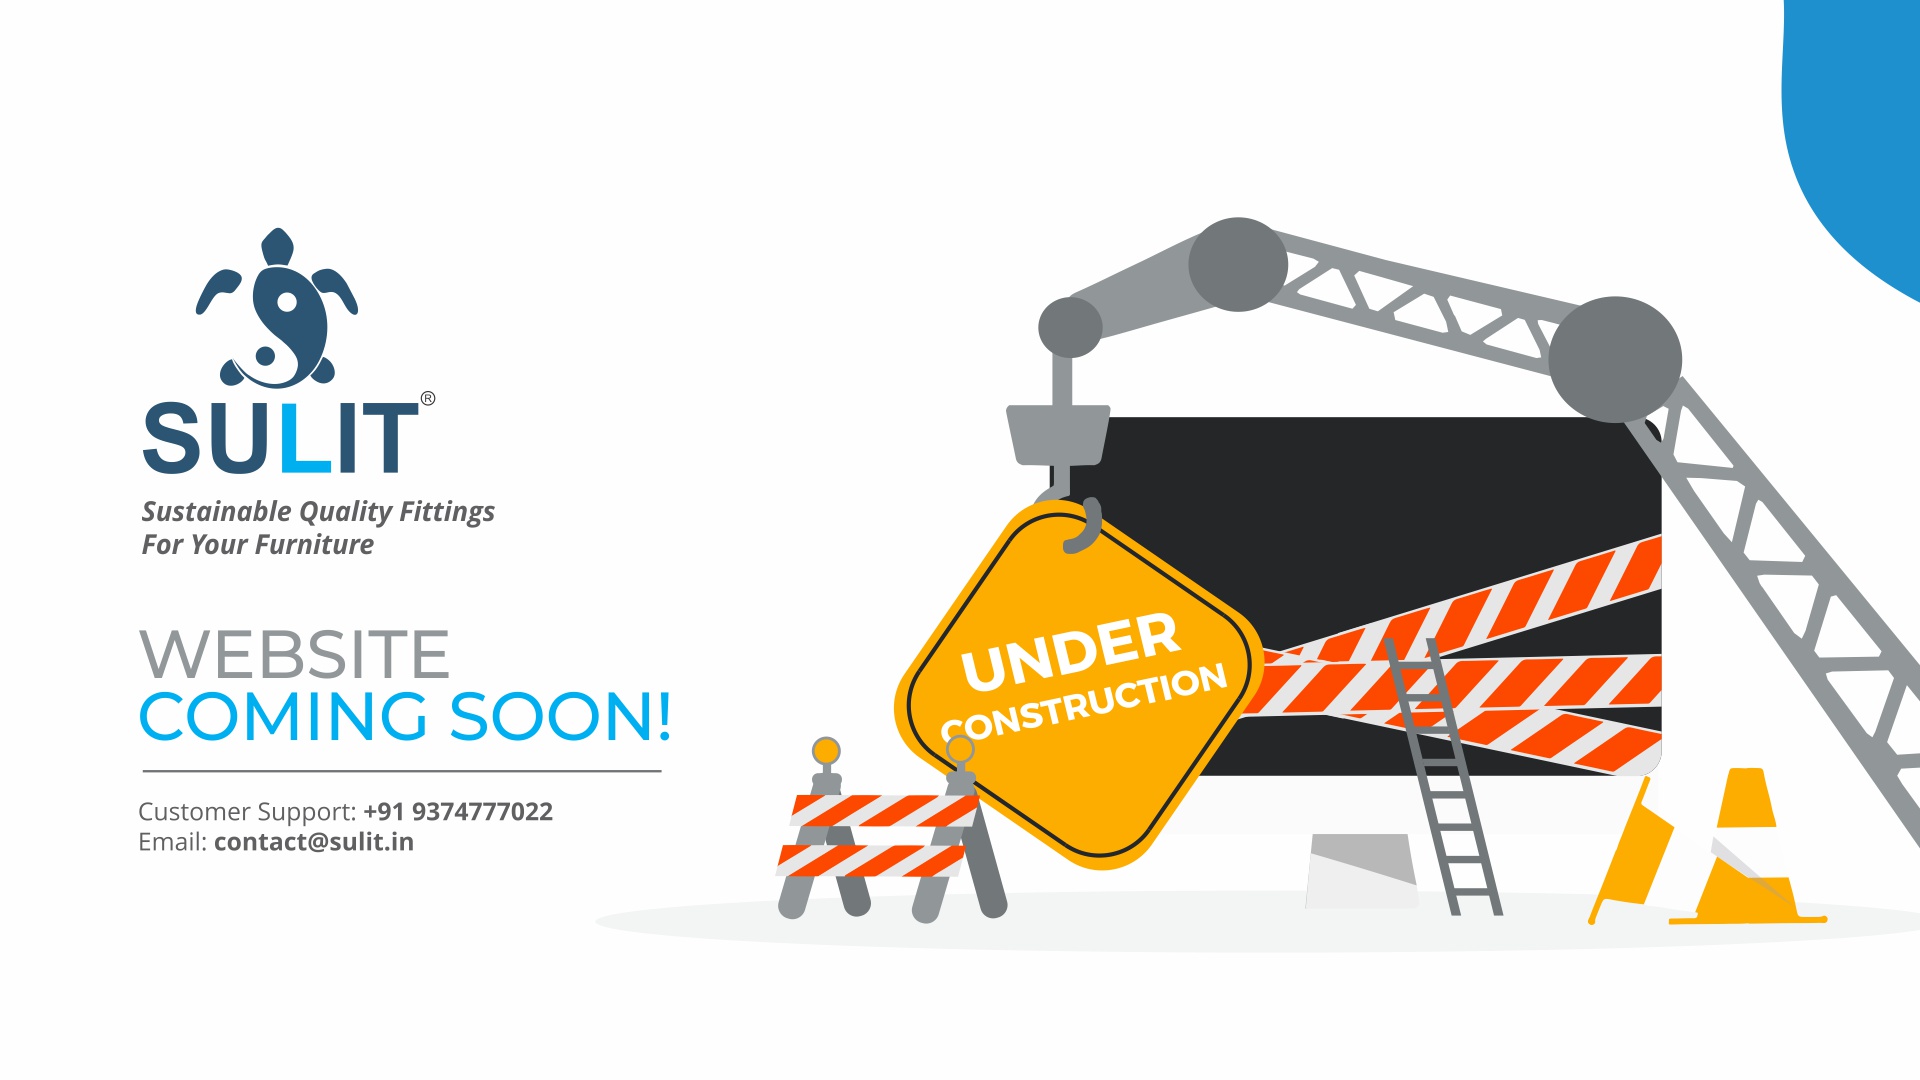 SULIT®
Sustainable Quality Fittings
For Your Furniture
WEBSITE
COMING SOON!
Customer Support: +91 9374777022
Email: contact@sulit.in
UNDER
CONSTRUCTION